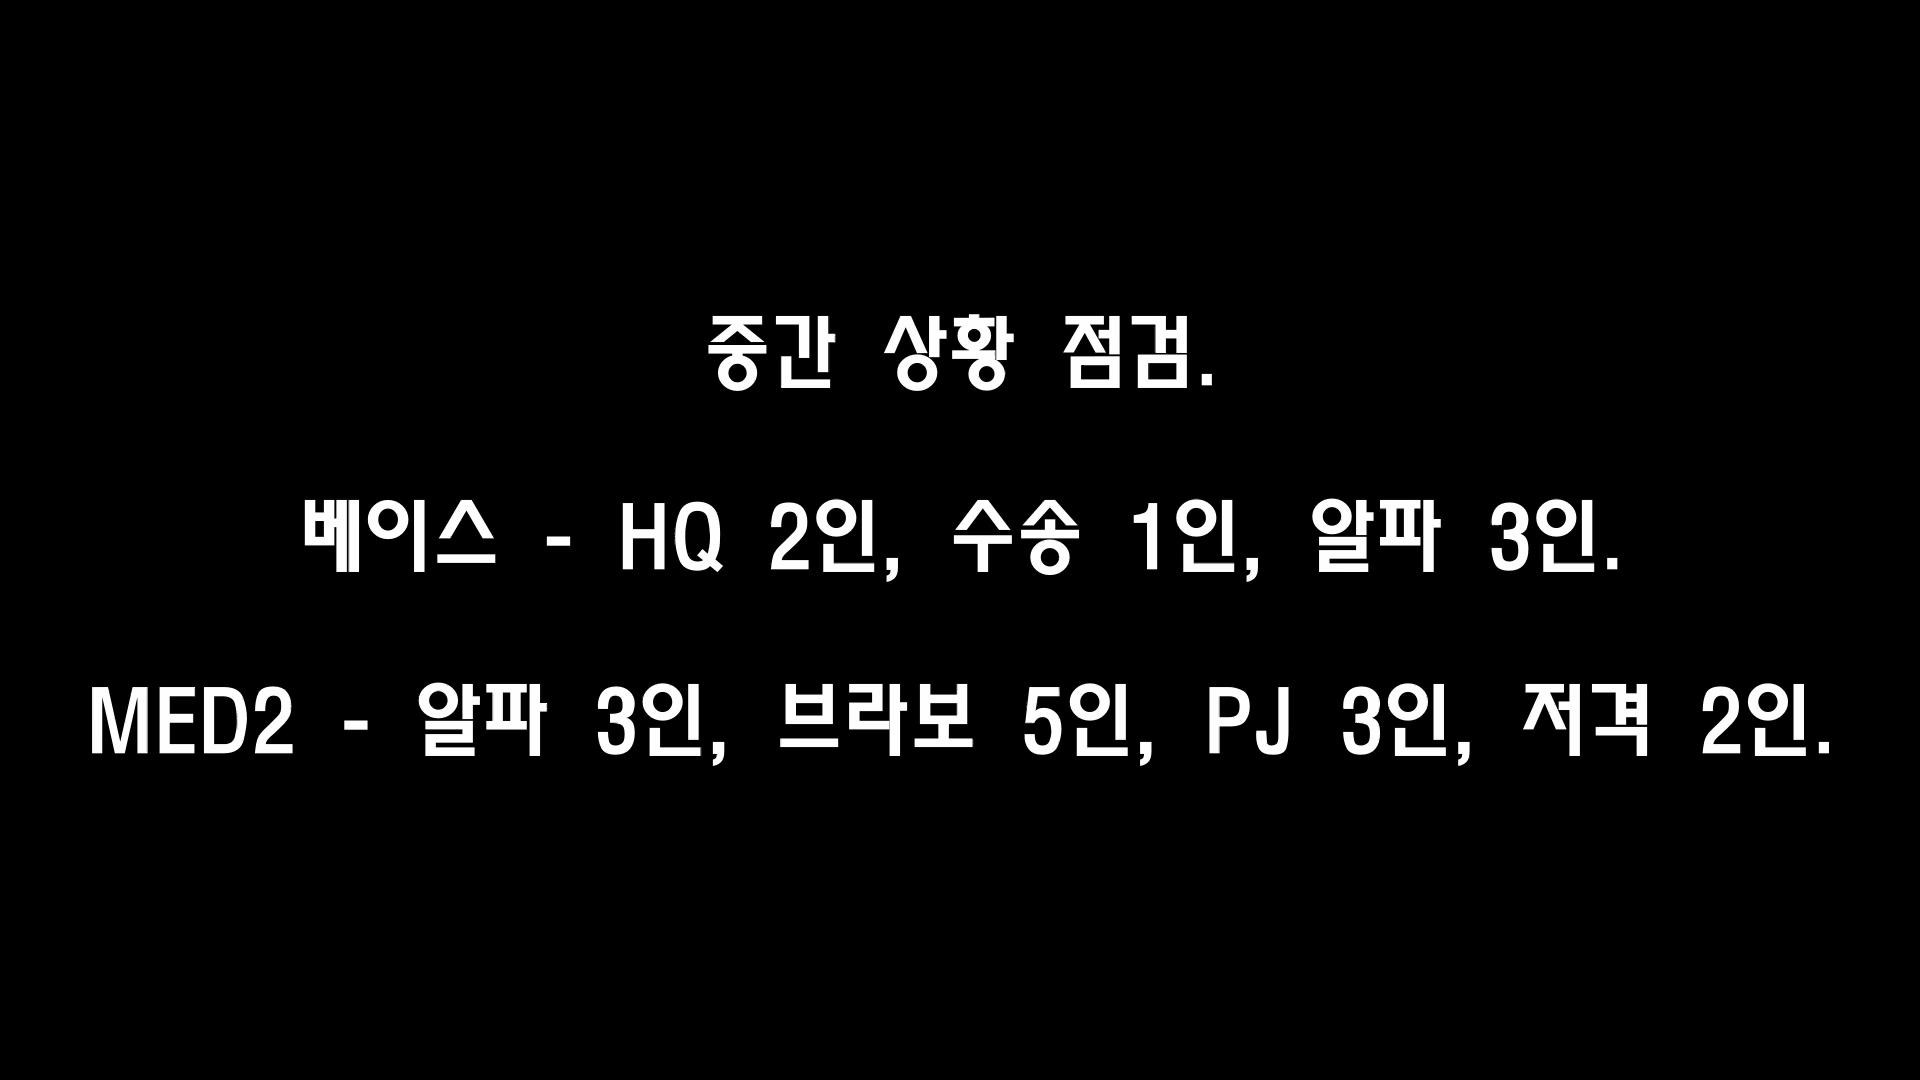 중간 상황 점검.
베이스 - HQ 2인, 수송 1인, 알파 3인.
MED2 - 알파 3인, 브라보 5인, PJ 3인, 저격 2인.